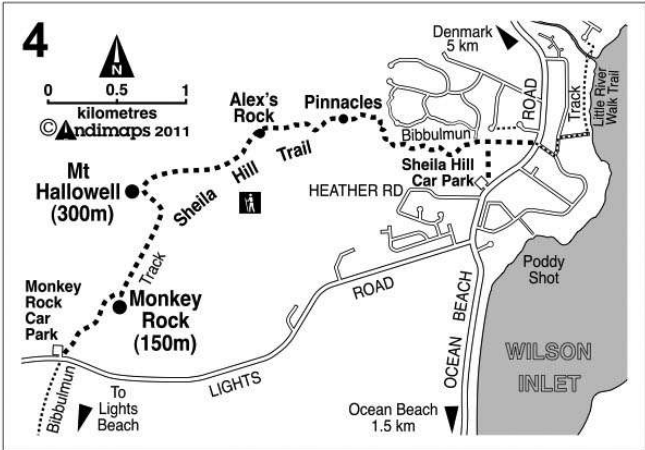 4
N
0 0.5 1
kilometres
© Andimaps 2011
Denmark
5 km
ROAD
Track
Little River
Walk Trail
Alex's
Rock
Pinnacles
Bibbulmun
Sheila Hill
Car Park
HEATHER RD
Mt
Hallowell
(300m)
Sheila Hill Trail
Track
Monkey
Rock
Car
Park
Monkey
Rock
(150m)
Bibbulmun
To
Lights
Beach
LIGHTS ROAD
OCEAN BEACH
Poddy
Shot
WILSON
INLET
Ocean Beach
1.5 km